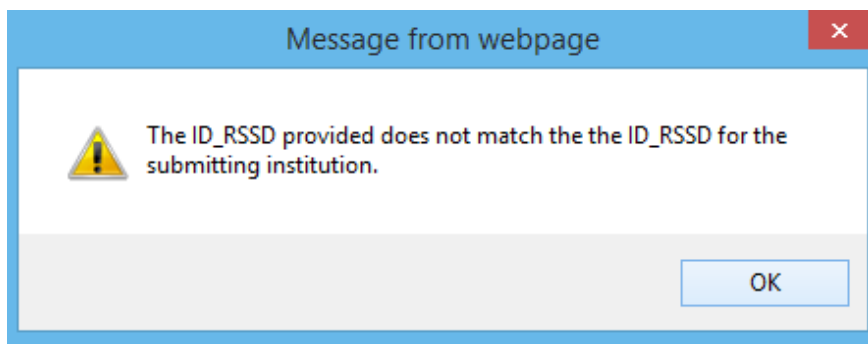 Message from webpage
The ID_RSSD provided does not match the the ID_RSSD for the
submitting institution.
OK